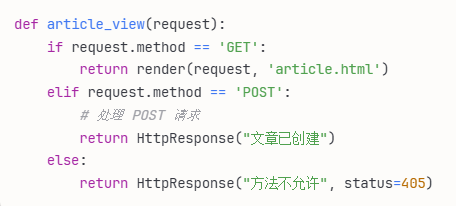 def article_view(request):
    if request.method == 'GET':
        return render(request, 'article.html')
    elif request.method == 'POST':
        # 处理 POST 请求
        return HttpResponse("文章已创建")
    else:
        return HttpResponse("方法不允许", status=405)